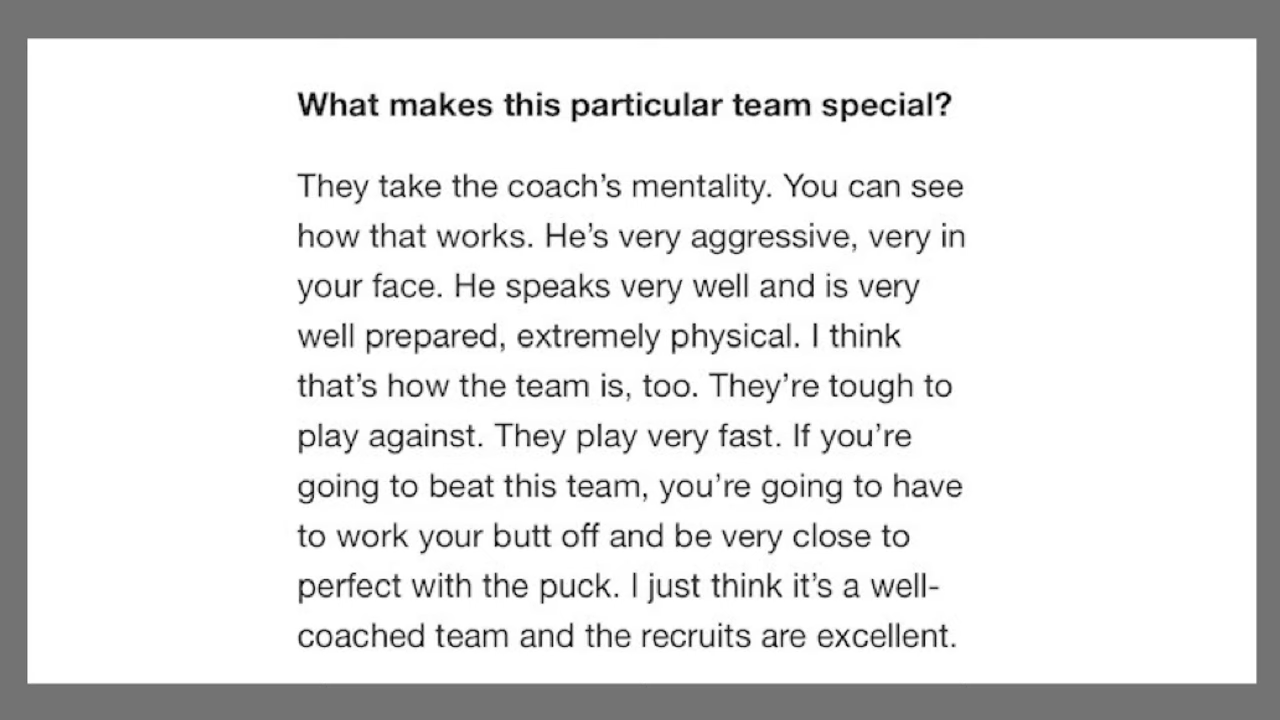 What makes this particular team special?
They take the coach’s mentality. You can see
how that works. He’s very aggressive, very in
your face. He speaks very well and is very
well prepared, extremely physical. I think
that’s how the team is, too. They’re tough to
play against. They play very fast. If you’re
going to beat this team, you’re going to have
to work your butt off and be very close to
perfect with the puck. I just think it’s a well-
coached team and the recruits are excellent.